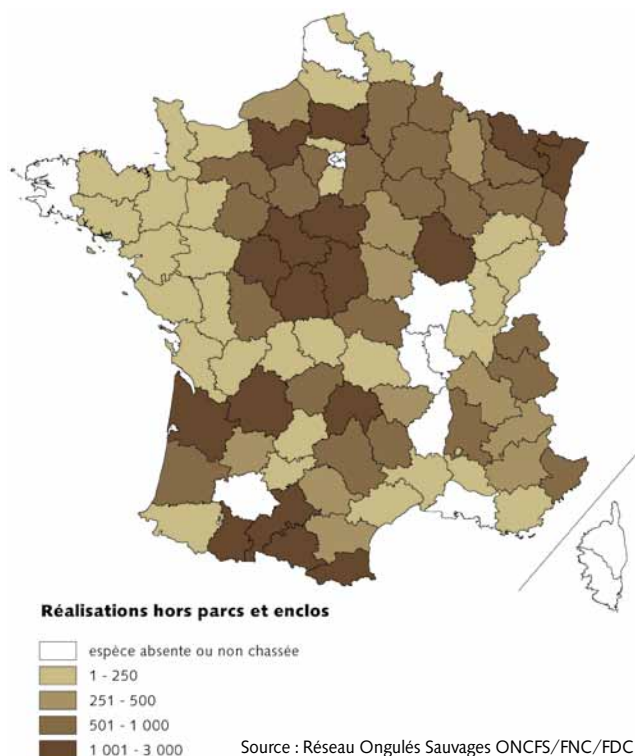 Réalisations hors parcs et enclos
espèce absente ou non chassée
1 - 250
251 - 500
501 - 1 000
1 001 - 3 000
Source : Réseau Ongulés Sauvages ONCFS/FNC/FDC